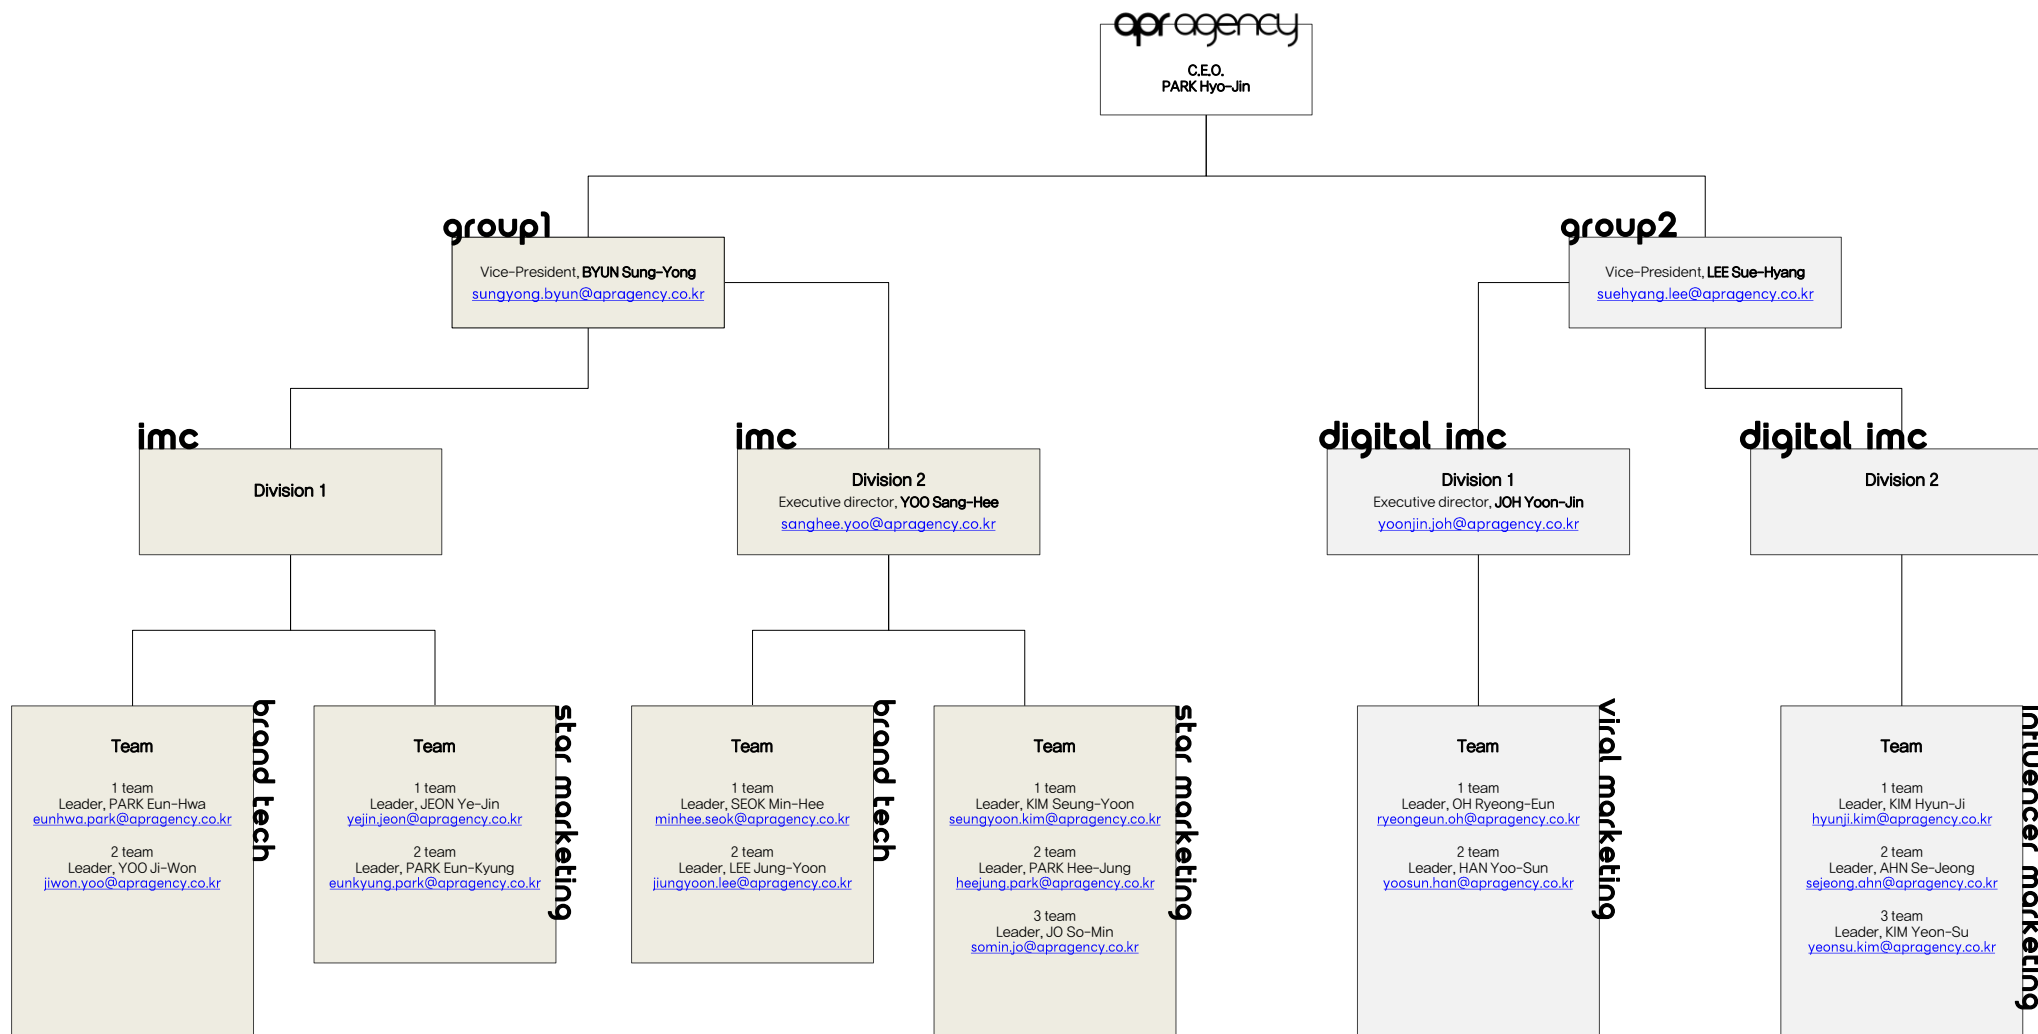 apr agency
C.E.O.
PARK Hyo-Jin
group1
Vice-President, BYUN Sung-Yong
sungyong.byun@apragency.co.kr
group2
Vice-President, LEE Sue-Hyang
suehyang.lee@apragency.co.kr
imc
Division 1
imc
Division 2
Executive director, YOO Sang-Hee
sanghee.yoo@apragency.co.kr
digital imc
Division 1
Executive director, JOH Yoon-Jin
yoonjin.joh@apragency.co.kr
digital imc
Division 2
brand tech
Team
1 team
Leader, PARK Eun-Hwa
eunhwa.park@apragency.co.kr
2 team
Leader, YOO Ji-Won
jiwon.yoo@apragency.co.kr
star marketing
Team
1 team
Leader, JEON Ye-Jin
yejin.jeon@apragency.co.kr
2 team
Leader, PARK Eun-Kyung
eunkyung.park@apragency.co.kr
brand tech
Team
1 team
Leader, SEOK Min-Hee
minhee.seok@apragency.co.kr
2 team
Leader, LEE Jung-Yoon
jiungyoon.lee@apragency.co.kr
star marketing
Team
1 team
Leader, KIM Seung-Yoon
seungyoon.kim@apragency.co.kr
2 team
Leader, PARK Hee-Jung
heejung.park@apragency.co.kr
3 team
Leader, JO So-Min
somin.jo@apragency.co.kr
viral marketing
Team
1 team
Leader, OH Ryeong-Eun
ryeongeun.oh@apragency.co.kr
2 team
Leader, HAN Yoo-Sun
yoosun.han@apragency.co.kr
influencer marketing
Team
1 team
Leader, KIM Hyun-Ji
hyunji.kim@apragency.co.kr
2 team
Leader, AHN Se-Jeong
sejeong.ahn@apragency.co.kr
3 team
Leader, KIM Yeon-Su
yeonsu.kim@apragency.co.kr